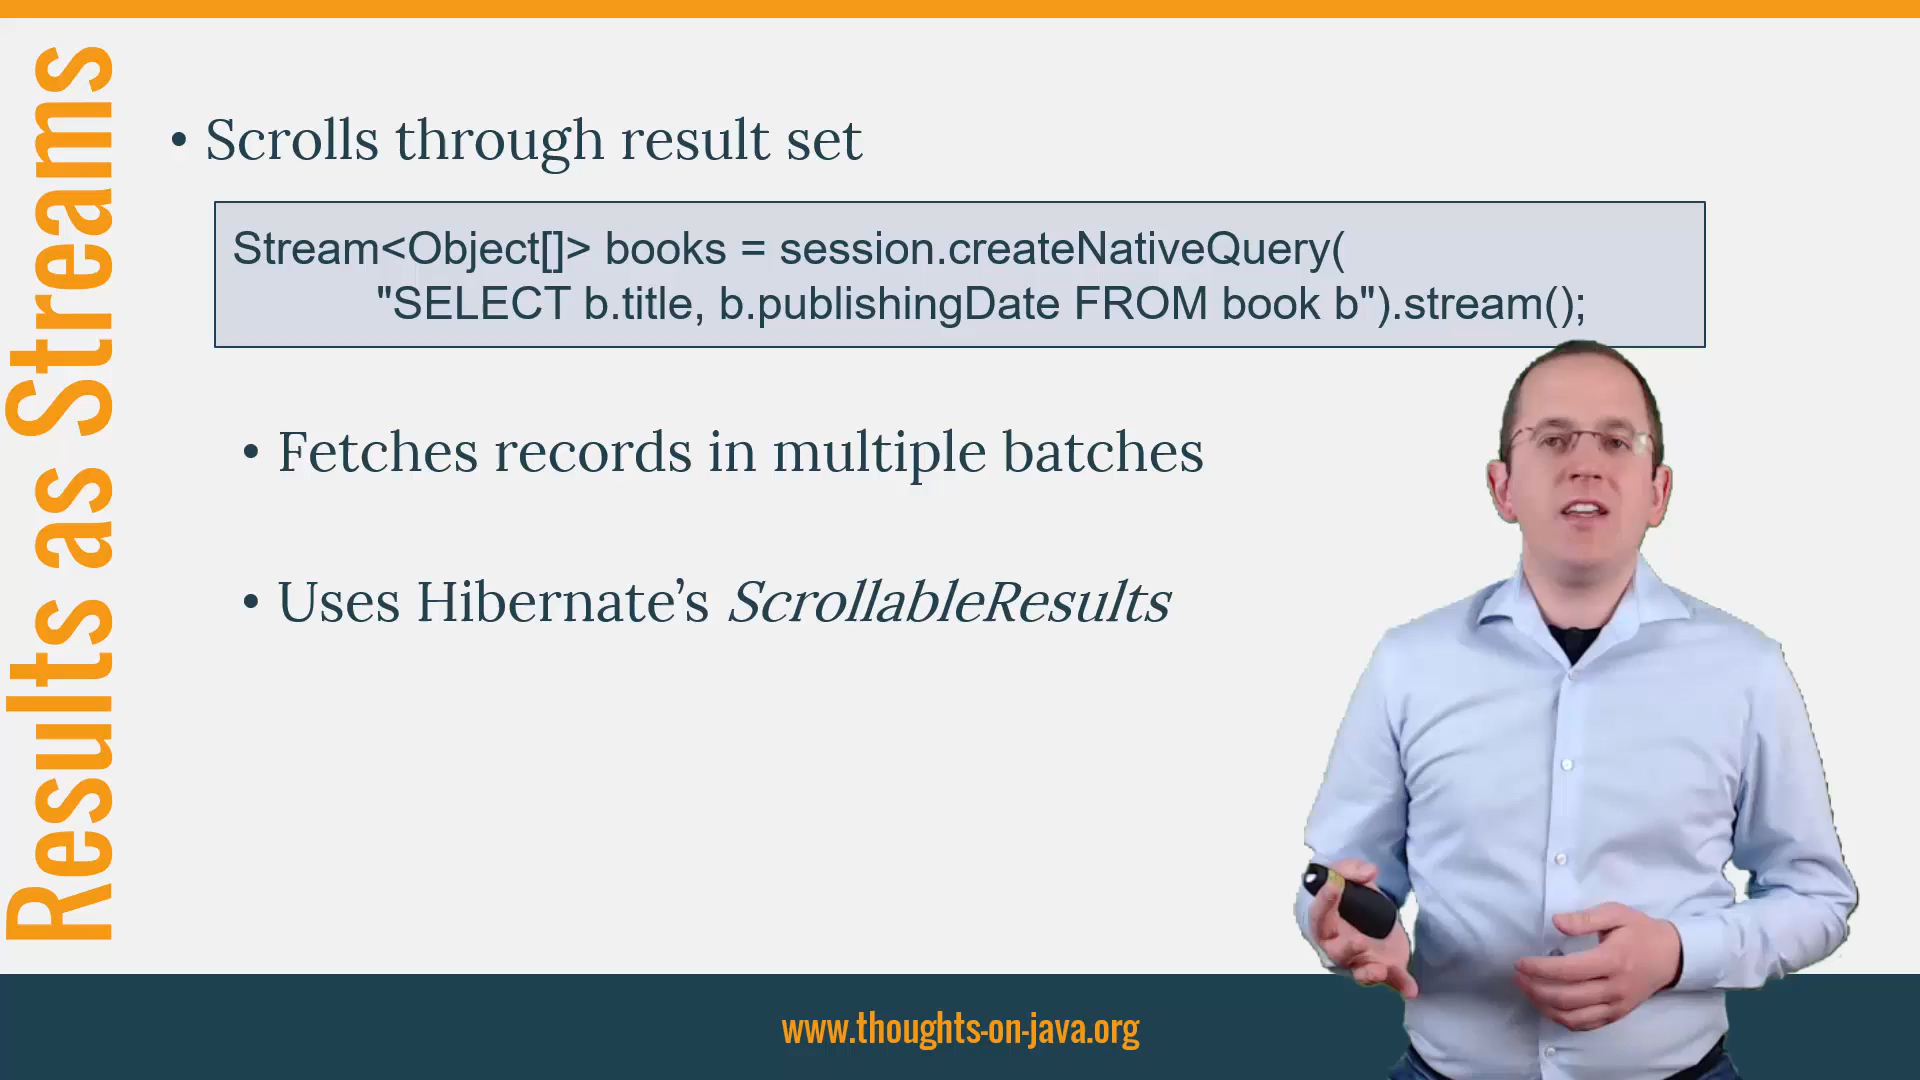 Results as Streams
• Scrolls through result set
Stream<Object[]> books = session.createNativeQuery(
"SELECT b.title, b.publishingDate FROM book b").stream();
• Fetches records in multiple batches
• Uses Hibernate’s ScrollableResults
www.thoughts-on-java.org